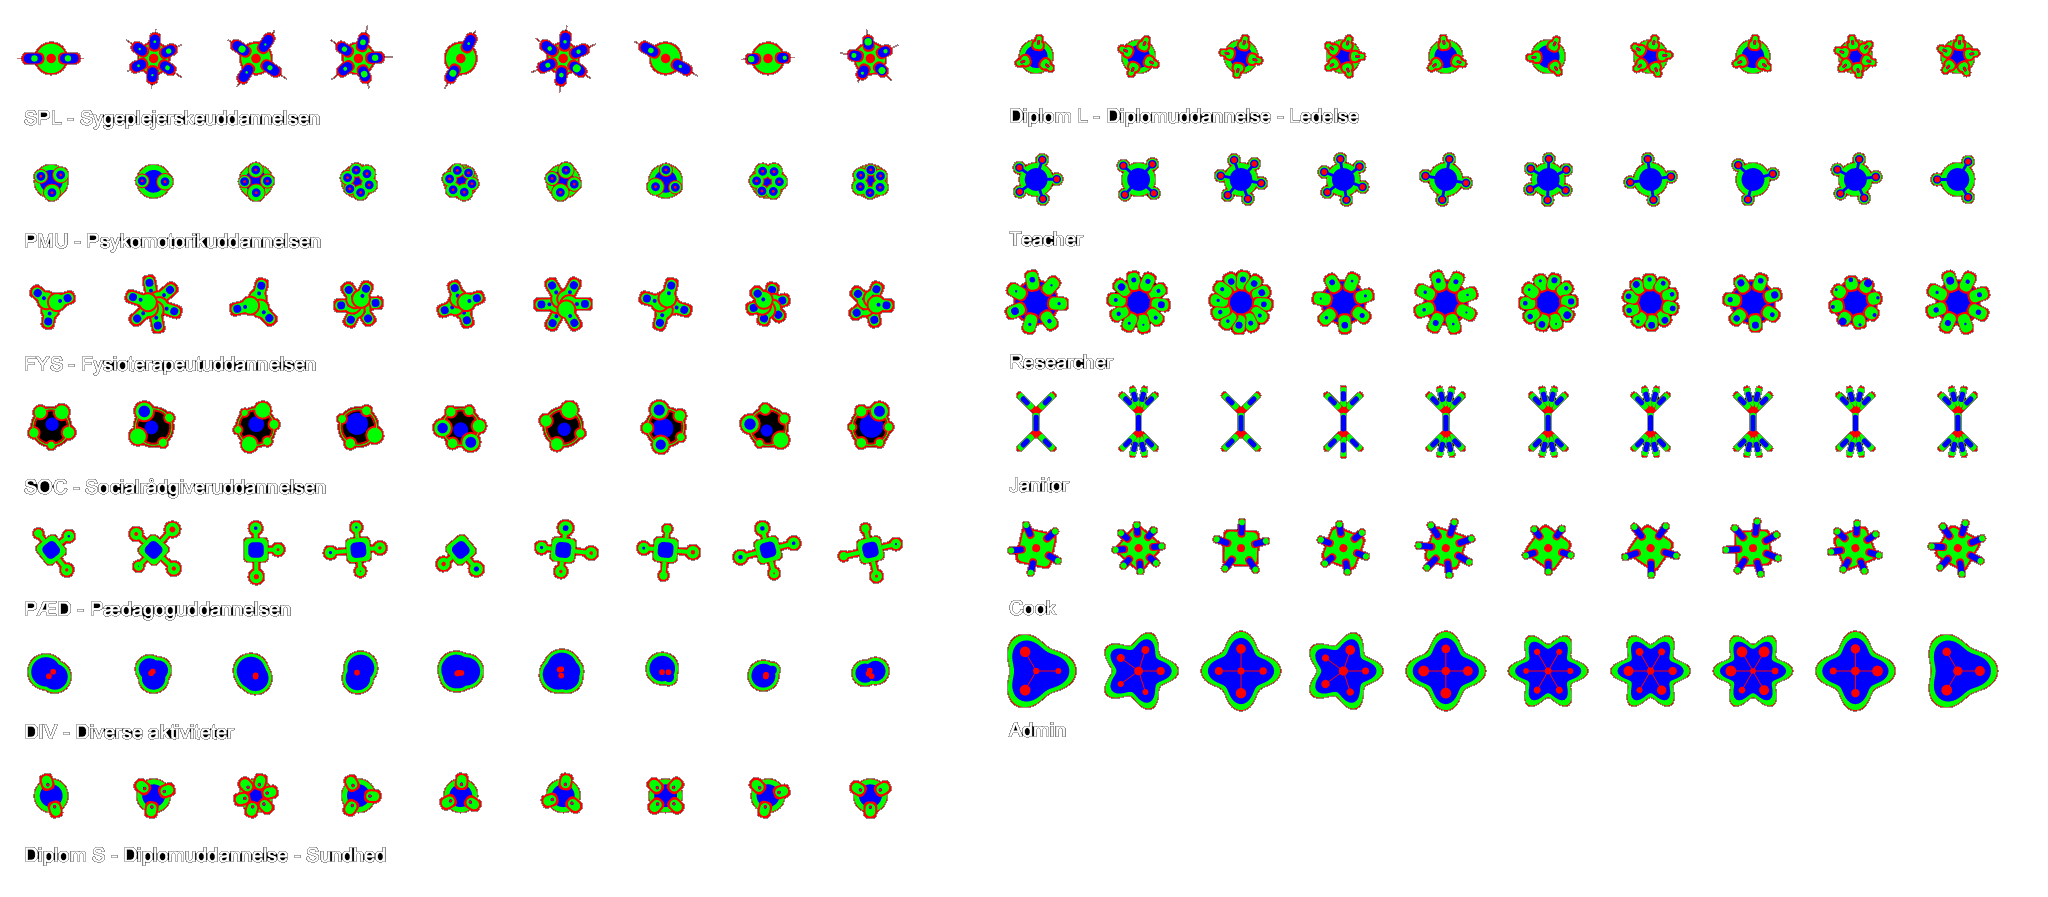 SPL - Sygeplejerskeuddannelsen
PMU - Psykomotorikuddannelsen
FYS - Fysioterapeutuddannelsen
SOC - Socialrådgiveruddannelsen
PÆD - Pædagoguddannelsen
DIV - Diverse aktiviteter
Diplom S - Diplomuddannelse - Sundhed
Diplom L - Diplomuddannelse - Ledelse
Teacher
Researcher
Janitor
Cook
Admin